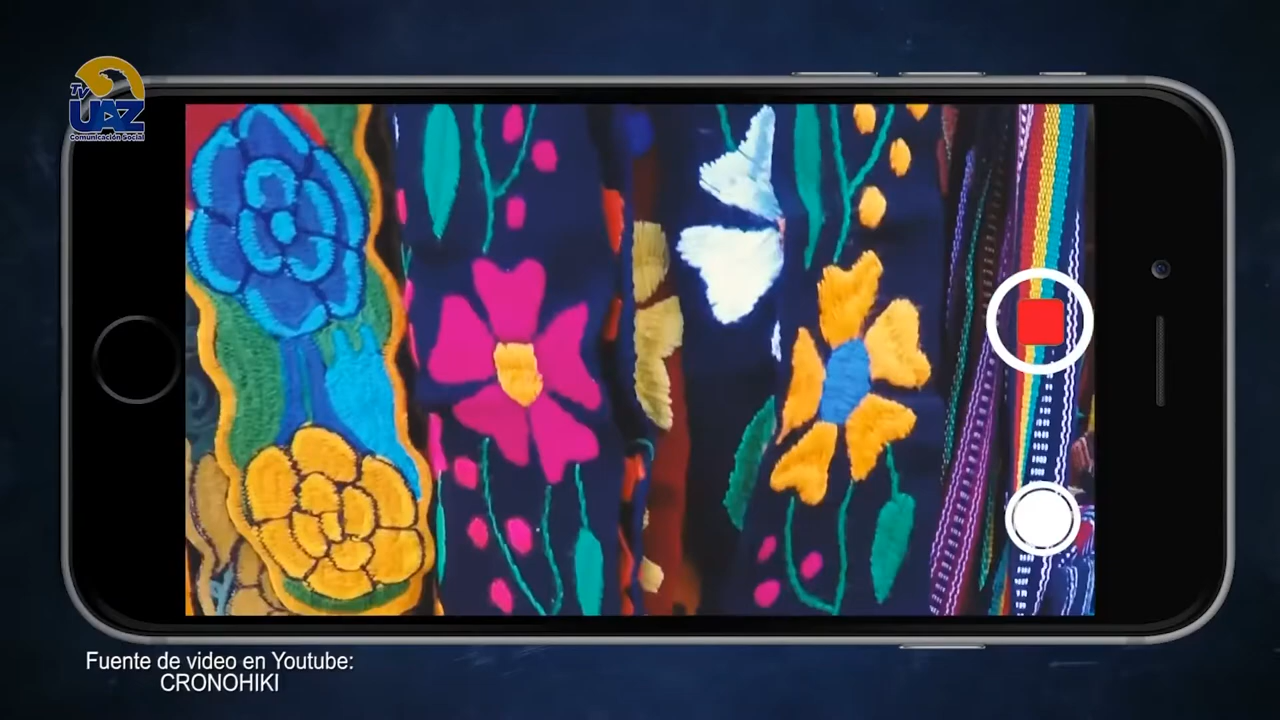 TV
UAZ
Comunicación Social
Fuente de video en Youtube:
CRONOHIKI